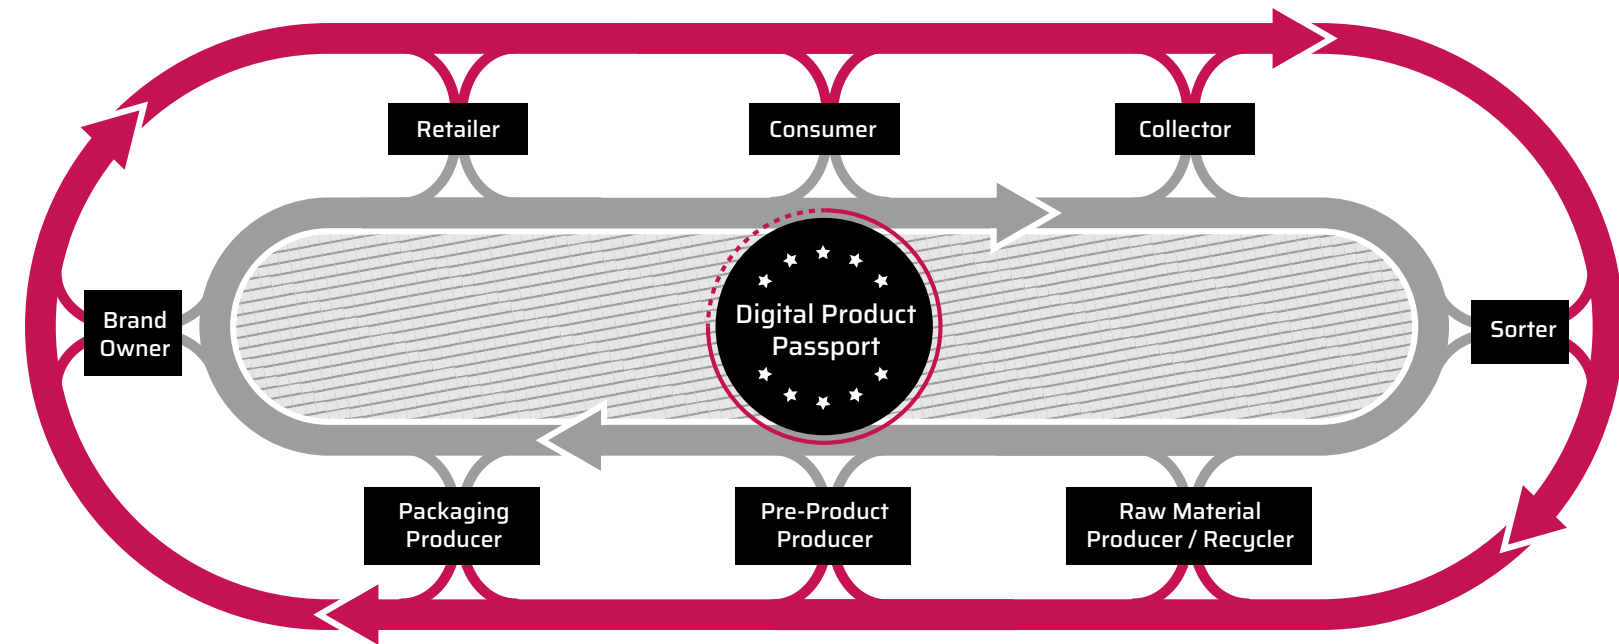 Retailer
Consumer
Collector
Brand
Owner
Digital Product
Passport
Sorter
Packaging
Producer
Pre-Product
Producer
Raw Material
Producer / Recycler